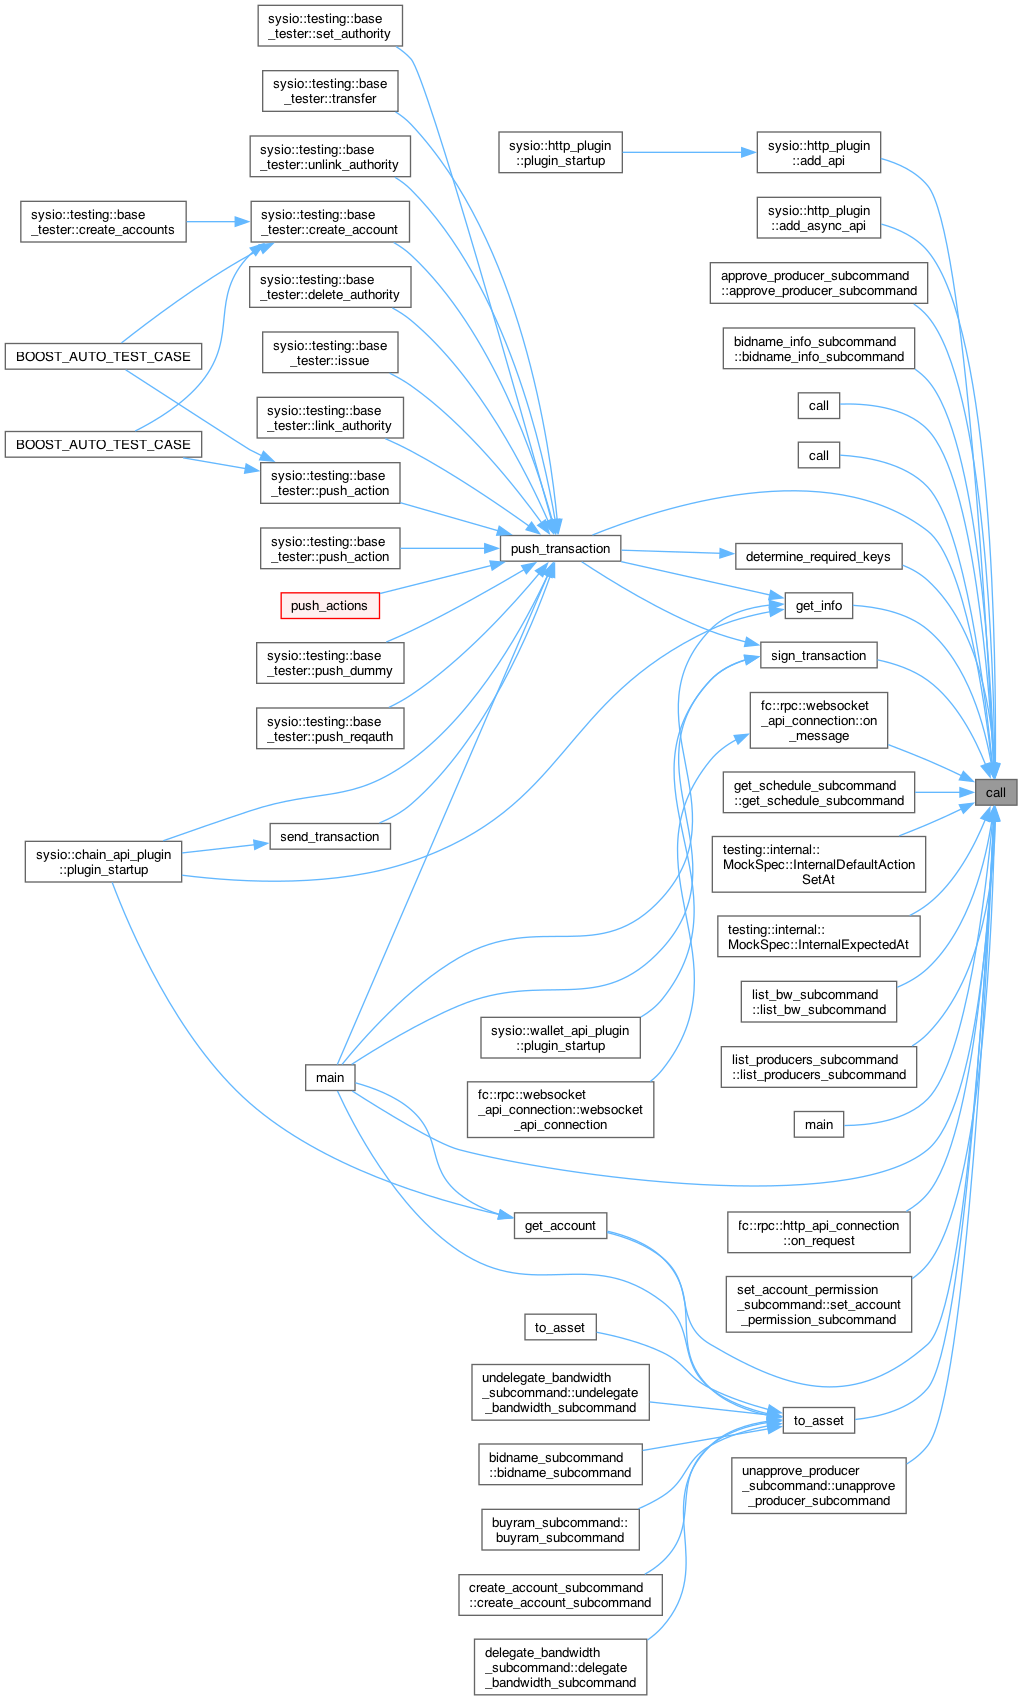 sysio::testing::base
_tester::set_authority
sysio::testing::base
_tester::transfer
sysio::testing::base
_tester::unlink_authority
sysio::http_plugin
::plugin_startup
sysio::http_plugin
::add_api
sysio::testing::base
_tester::create_accounts
sysio::testing::base
_tester::create_account
sysio::http_plugin
::add_async_api
sysio::testing::base
_tester::delete_authority
approve_producer_subcommand
::approve_producer_subcommand
BOOST_AUTO_TEST_CASE
sysio::testing::base
_tester::issue
bidname_info_subcommand
::bidname_info_subcommand
sysio::testing::base
_tester::link_authority
call
BOOST_AUTO_TEST_CASE
sysio::testing::base
_tester::push_action
call
sysio::testing::base
_tester::push_action
push_transaction
determine_required_keys
push_actions
get_info
sysio::testing::base
_tester::push_dummy
sign_transaction
sysio::testing::base
_tester::push_reqauth
fc::rpc::websocket
_api_connection::on
_message
get_schedule_subcommand
::get_schedule_subcommand
call
sysio::chain_api_plugin
::plugin_startup
send_transaction
testing::internal::
MockSpec::InternalDefaultAction
SetAt
testing::internal::
MockSpec::InternalExpectedAt
list_bw_subcommand
::list_bw_subcommand
sysio::wallet_api_plugin
::plugin_startup
list_producers_subcommand
::list_producers_subcommand
main
fc::rpc::websocket
_api_connection::websocket
_api_connection
main
get_account
fc::rpc::http_api_connection
::on_request
set_account_permission
_subcommand::set_account
_permission_subcommand
to_asset
undelegate_bandwidth
_subcommand::undelegate
_bandwidth_subcommand
to_asset
bidname_subcommand
::bidname_subcommand
unapprove_producer
_subcommand::unapprove
_producer_subcommand
buyram_subcommand::
buyram_subcommand
create_account_subcommand
::create_account_subcommand
delegate_bandwidth
_subcommand::delegate
_bandwidth_subcommand